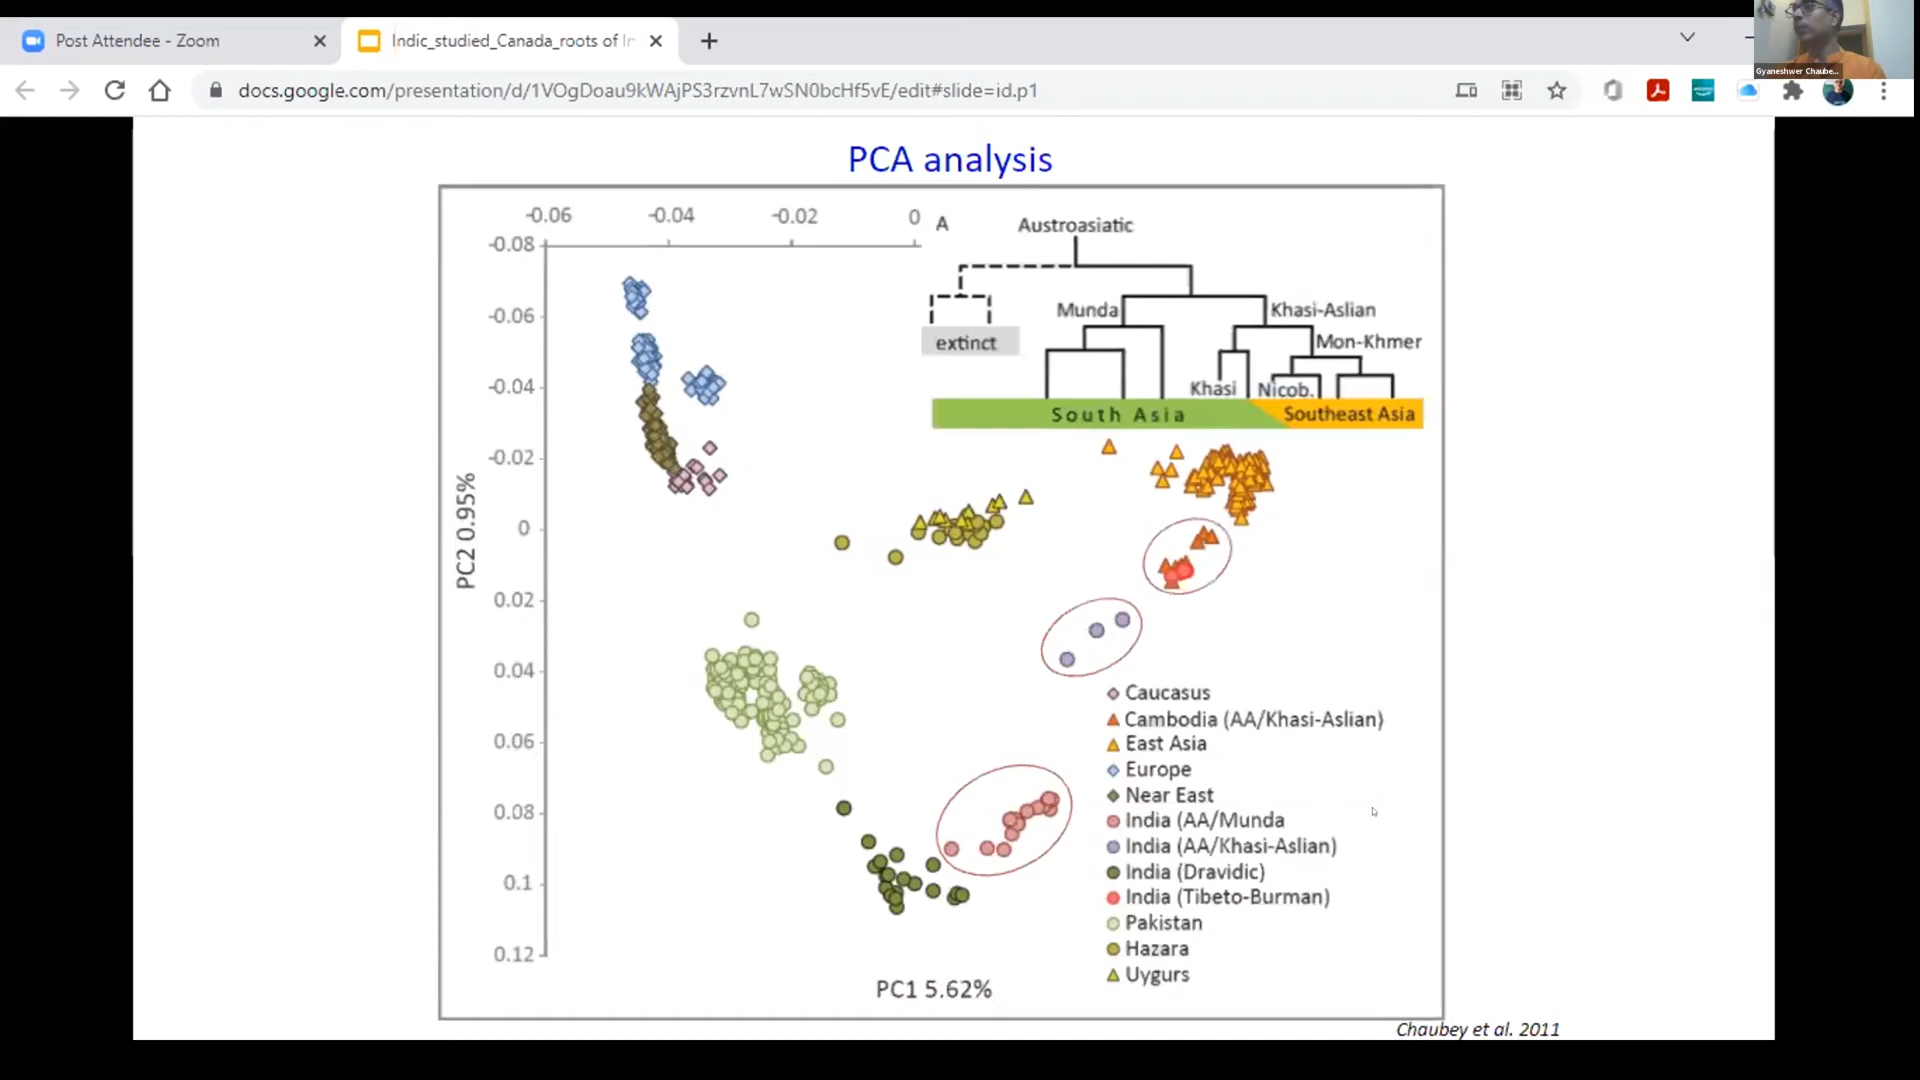 Post Attendee - Zoom
Indic_studied_Canada_roots of In
Gyaneshwer Chaube...
docs.google.com/presentation/d/1VOgDoau9kWAjPS3rzvnL7wSN0bcHf5vE/edit#slide=id.p1
PCA analysis
-0.06 -0.04 -0.02 0
A
Austroasiatic
-0.08
-0.06
-0.04
-0.02
0
0.02
0.04
0.06
0.08
0.1
0.12
PC2 0.95%
PC1 5.62%
Munda
Khasi-Aslian
extinct
Mon-Khmer
Khasi
Nicob.
South Asia
Southeast Asia
Caucasus
Cambodia (AA/Khasi-Aslian)
East Asia
Europe
Near East
India (AA/Munda
India (AA/Khasi-Aslian)
India (Dravidic)
India (Tibeto-Burman)
Pakistan
Hazara
Uygurs
Chaubey et al. 2011